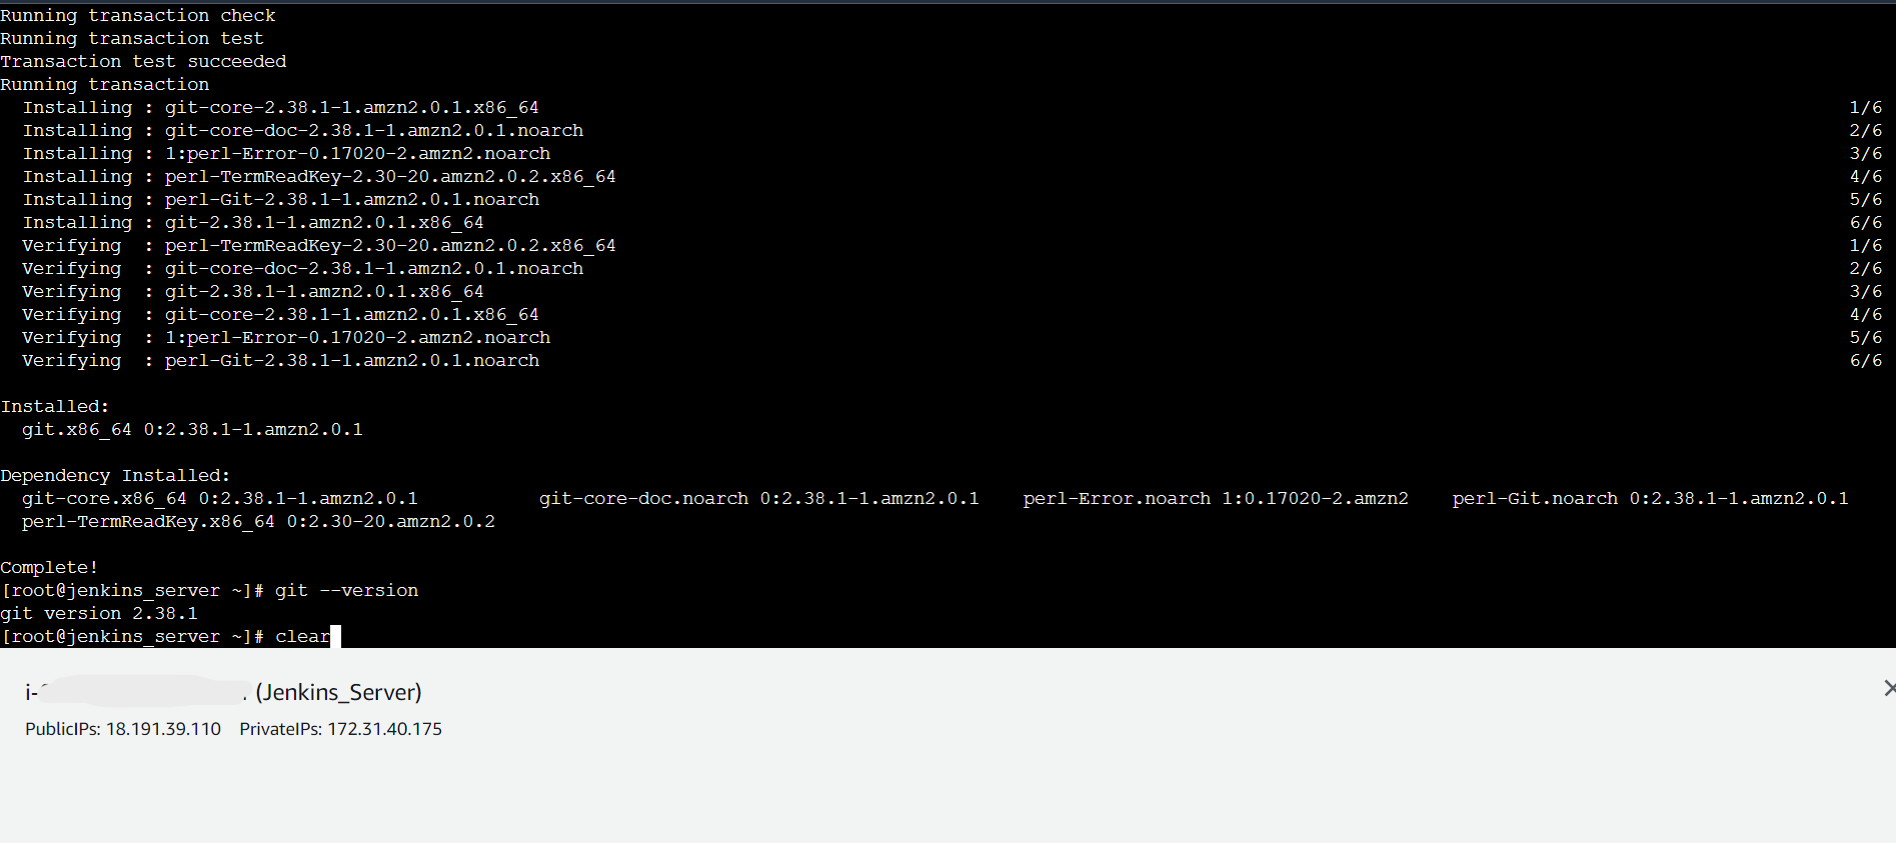 Running transaction check
Running transaction test
Transaction test succeeded
Running transaction
  Installing : git-core-2.38.1-1.amzn2.0.1.x86_64 1/6
  Installing : git-core-doc-2.38.1-1.amzn2.0.1.noarch 2/6
  Installing : 1:perl-Error-0.17020-2.amzn2.noarch 3/6
  Installing : perl-TermReadKey-2.30-20.amzn2.0.2.x86_64 4/6
  Installing : perl-Git-2.38.1-1.amzn2.0.1.noarch 5/6
  Installing : git-2.38.1-1.amzn2.0.1.x86_64 6/6
  Verifying  : perl-TermReadKey-2.30-20.amzn2.0.2.x86_64 1/6
  Verifying  : git-core-doc-2.38.1-1.amzn2.0.1.noarch 2/6
  Verifying  : git-2.38.1-1.amzn2.0.1.x86_64 3/6
  Verifying  : git-core-2.38.1-1.amzn2.0.1.x86_64 4/6
  Verifying  : 1:perl-Error-0.17020-2.amzn2.noarch 5/6
  Verifying  : perl-Git-2.38.1-1.amzn2.0.1.noarch 6/6
Installed:
  git.x86_64 0:2.38.1-1.amzn2.0.1
Dependency Installed:
  git-core.x86_64 0:2.38.1-1.amzn2.0.1 git-core-doc.noarch 0:2.38.1-1.amzn2.0.1 perl-Error.noarch 1:0.17020-2.amzn2 perl-Git.noarch 0:2.38.1-1.amzn2.0.1
  perl-TermReadKey.x86_64 0:2.30-20.amzn2.0.2
Complete!
[root@jenkins_server ~]# git --version
git version 2.38.1
[root@jenkins_server ~]# clear
i- (Jenkins_Server)
PublicIPs: 18.191.39.110 PrivateIPs: 172.31.40.175